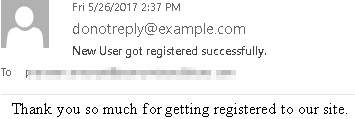 Fri 5/26/2017 2:37 PM
donotreply@example.com
New User got registered successfully.
To
Thank you so much for getting registered to our site.